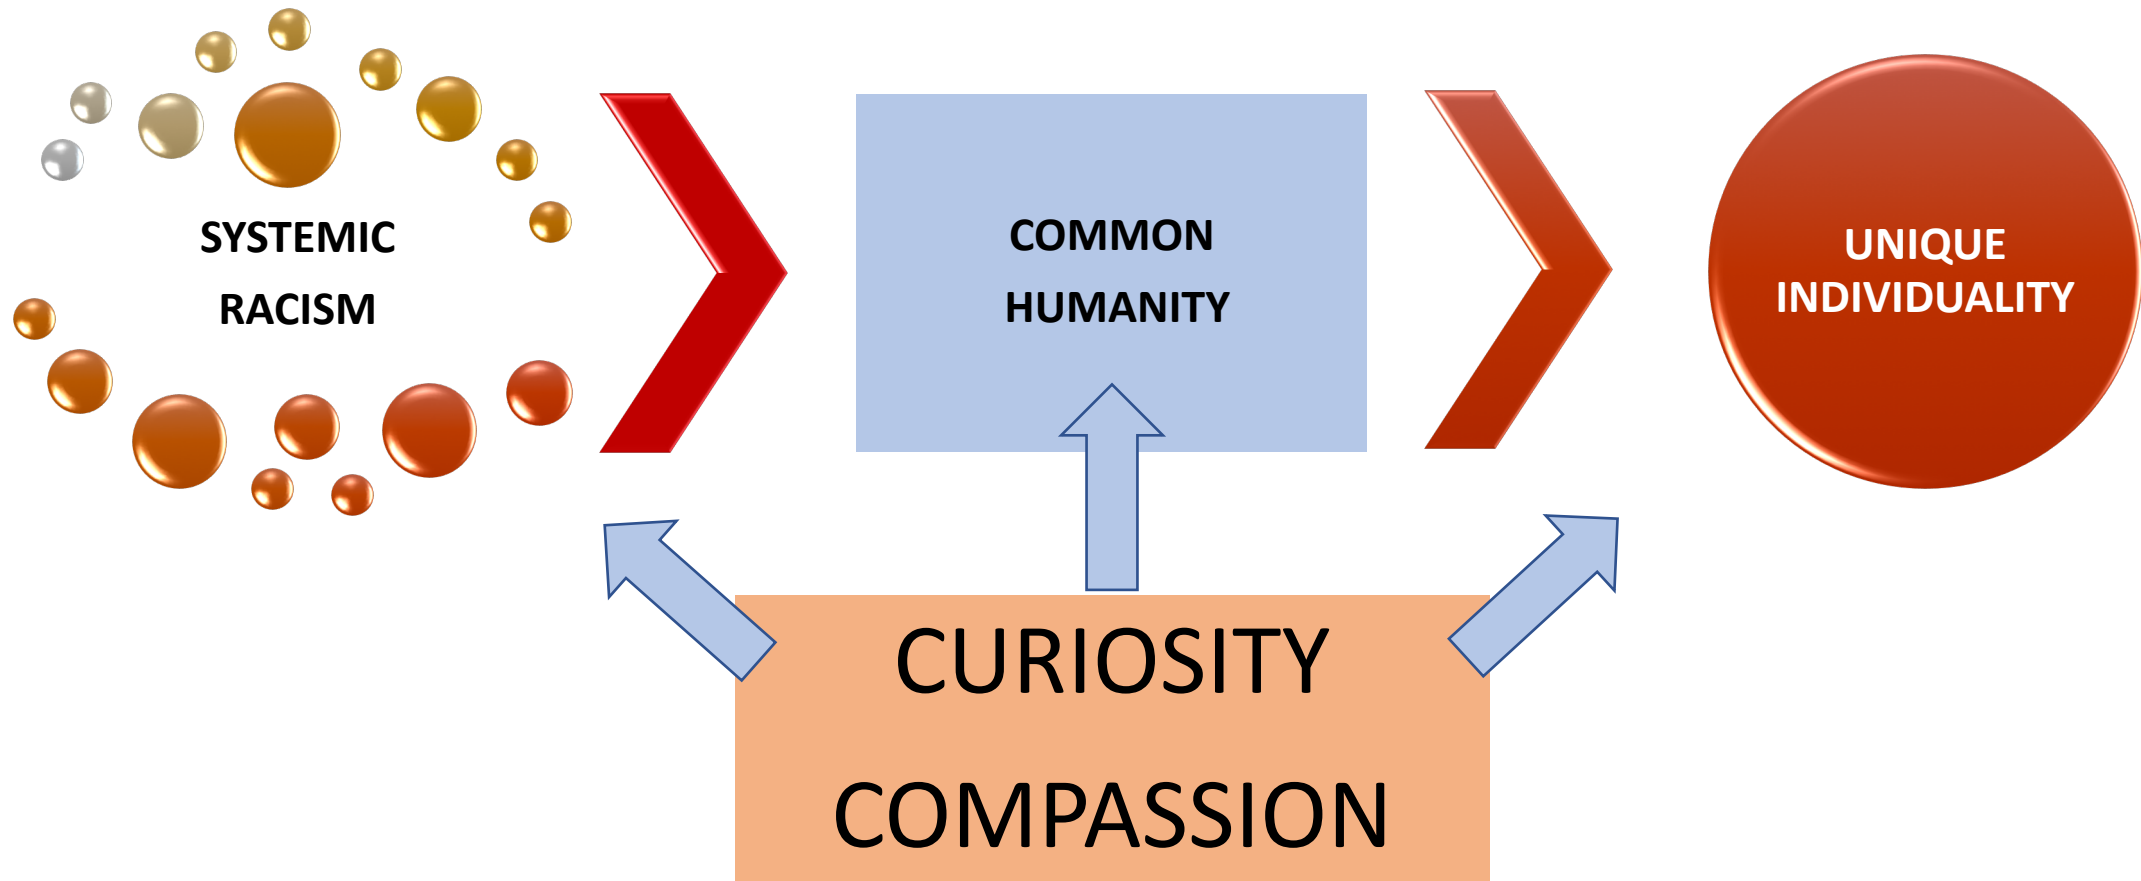 SYSTEMIC
RACISM
COMMON
HUMANITY
UNIQUE
INDIVIDUALITY
CURIOSITY
COMPASSION